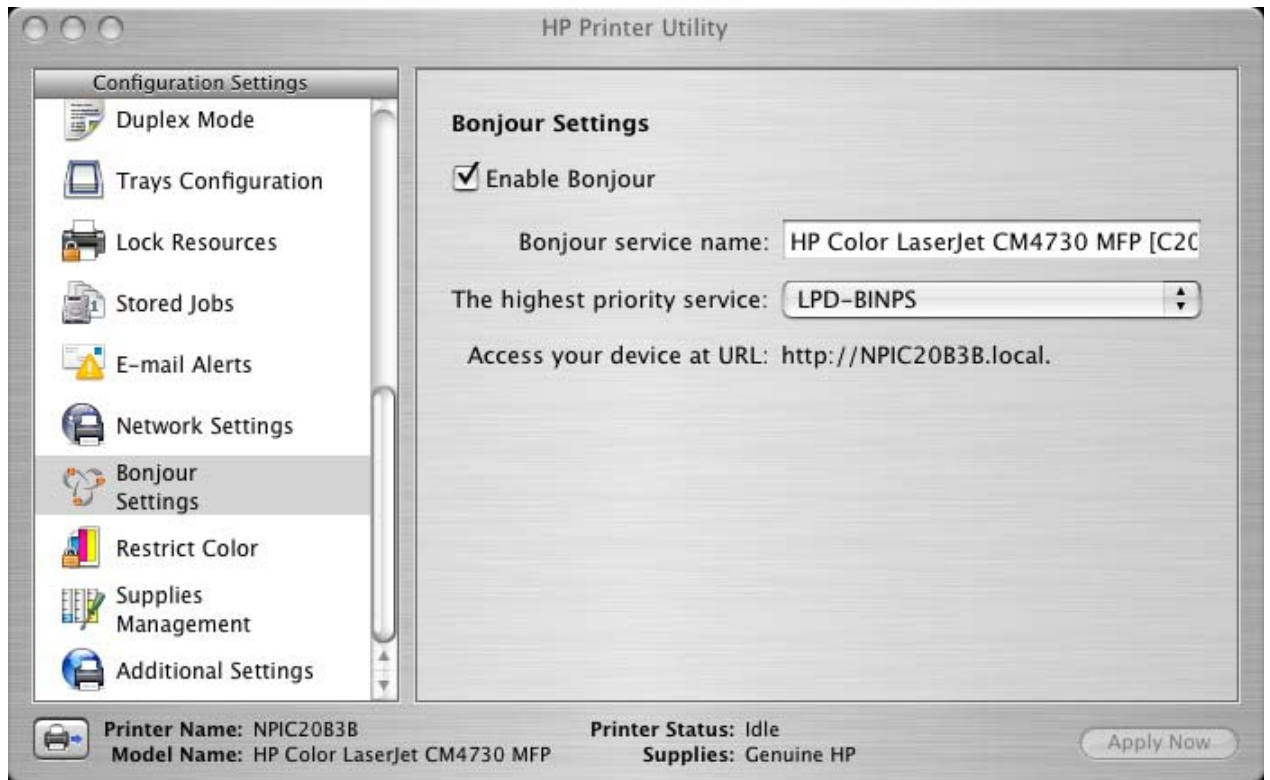 HP Printer Utility
Configuration Settings
Duplex Mode
Trays Configuration
Lock Resources
Stored Jobs
E-mail Alerts
Network Settings
Bonjour
Settings
Restrict Color
Supplies
Management
Additional Settings
Bonjour Settings
Enable Bonjour
Bonjour service name: HP Color LaserJet CM4730 MFP [C20
The highest priority service: LPD-BINPS
Access your device at URL: http://NPIC20B3B.local.
Printer Name: NPIC20B3B
Model Name: HP Color LaserJet CM4730 MFP
Printer Status: Idle
Supplies: Genuine HP
Apply Now